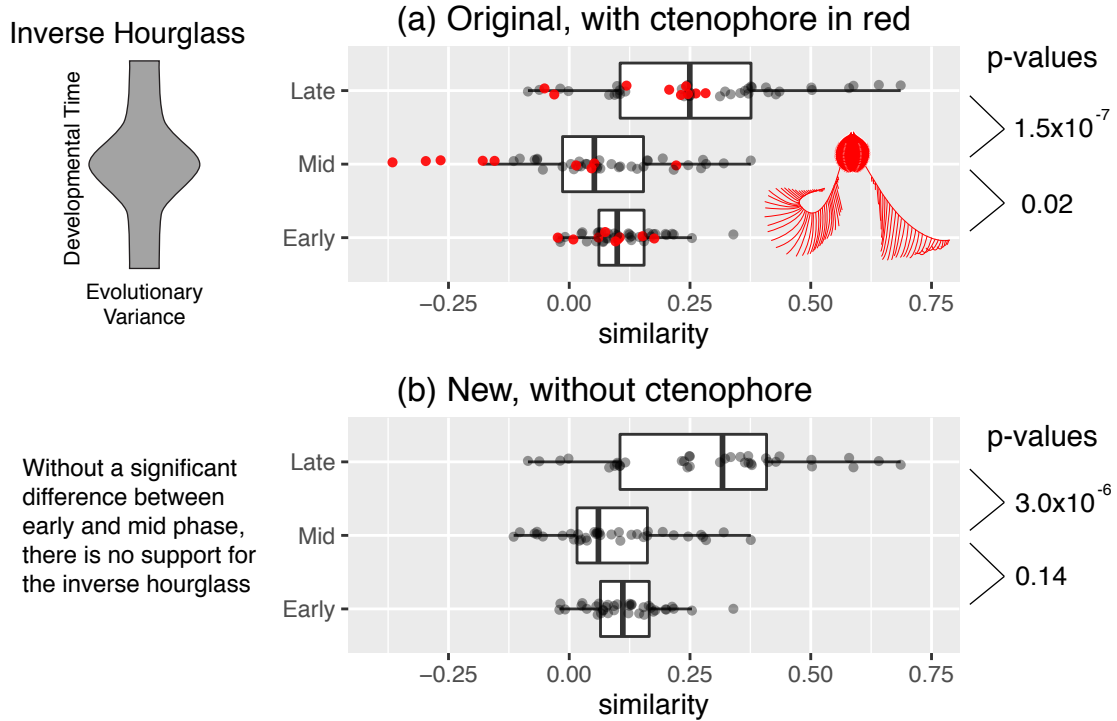 (a) Original, with ctenophore in red
Inverse Hourglass
Developmental Time
Evolutionary
Variance
Late
Mid
Early
−0.25 0.00 0.25 0.50 0.75
similarity
p-values
1.5x10⁻⁷
0.02
(b) New, without ctenophore
Without a significant
difference between
early and mid phase,
there is no support for
the inverse hourglass
Late
Mid
Early
−0.25 0.00 0.25 0.50 0.75
similarity
p-values
3.0x10⁻⁶
0.14